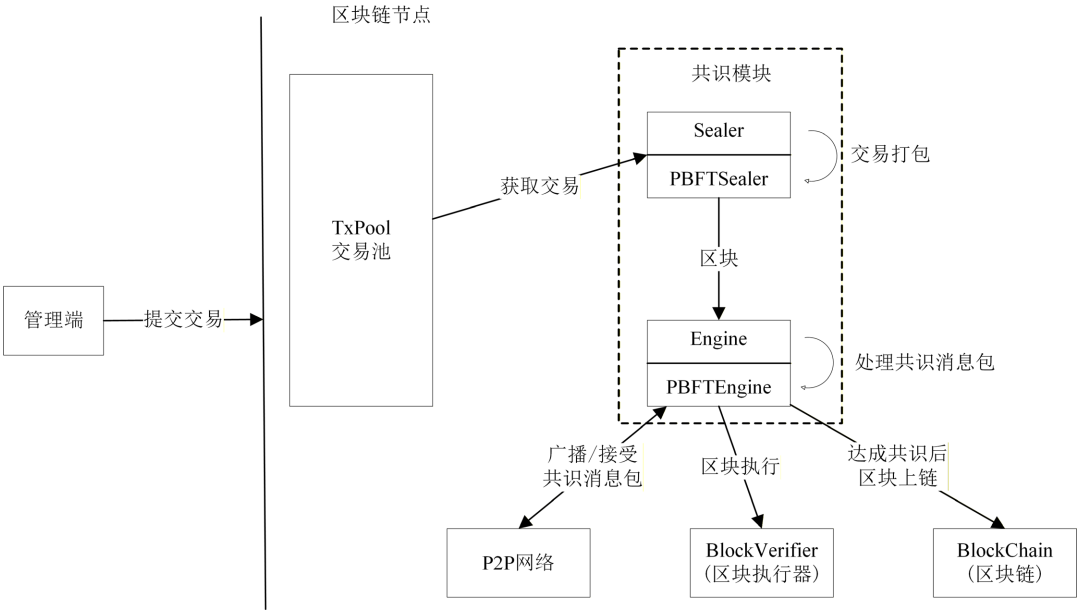 区块链节点
共识模块
Sealer
交易打包
PBFTSealer
获取交易
TxPool
交易池
区块
管理端
提交交易
Engine
处理共识消息包
PBFTEngine
广播/接受
共识消息包
区块执行
达成共识后
区块上链
P2P网络
BlockVerifier
(区块执行器)
BlockChain
(区块链)